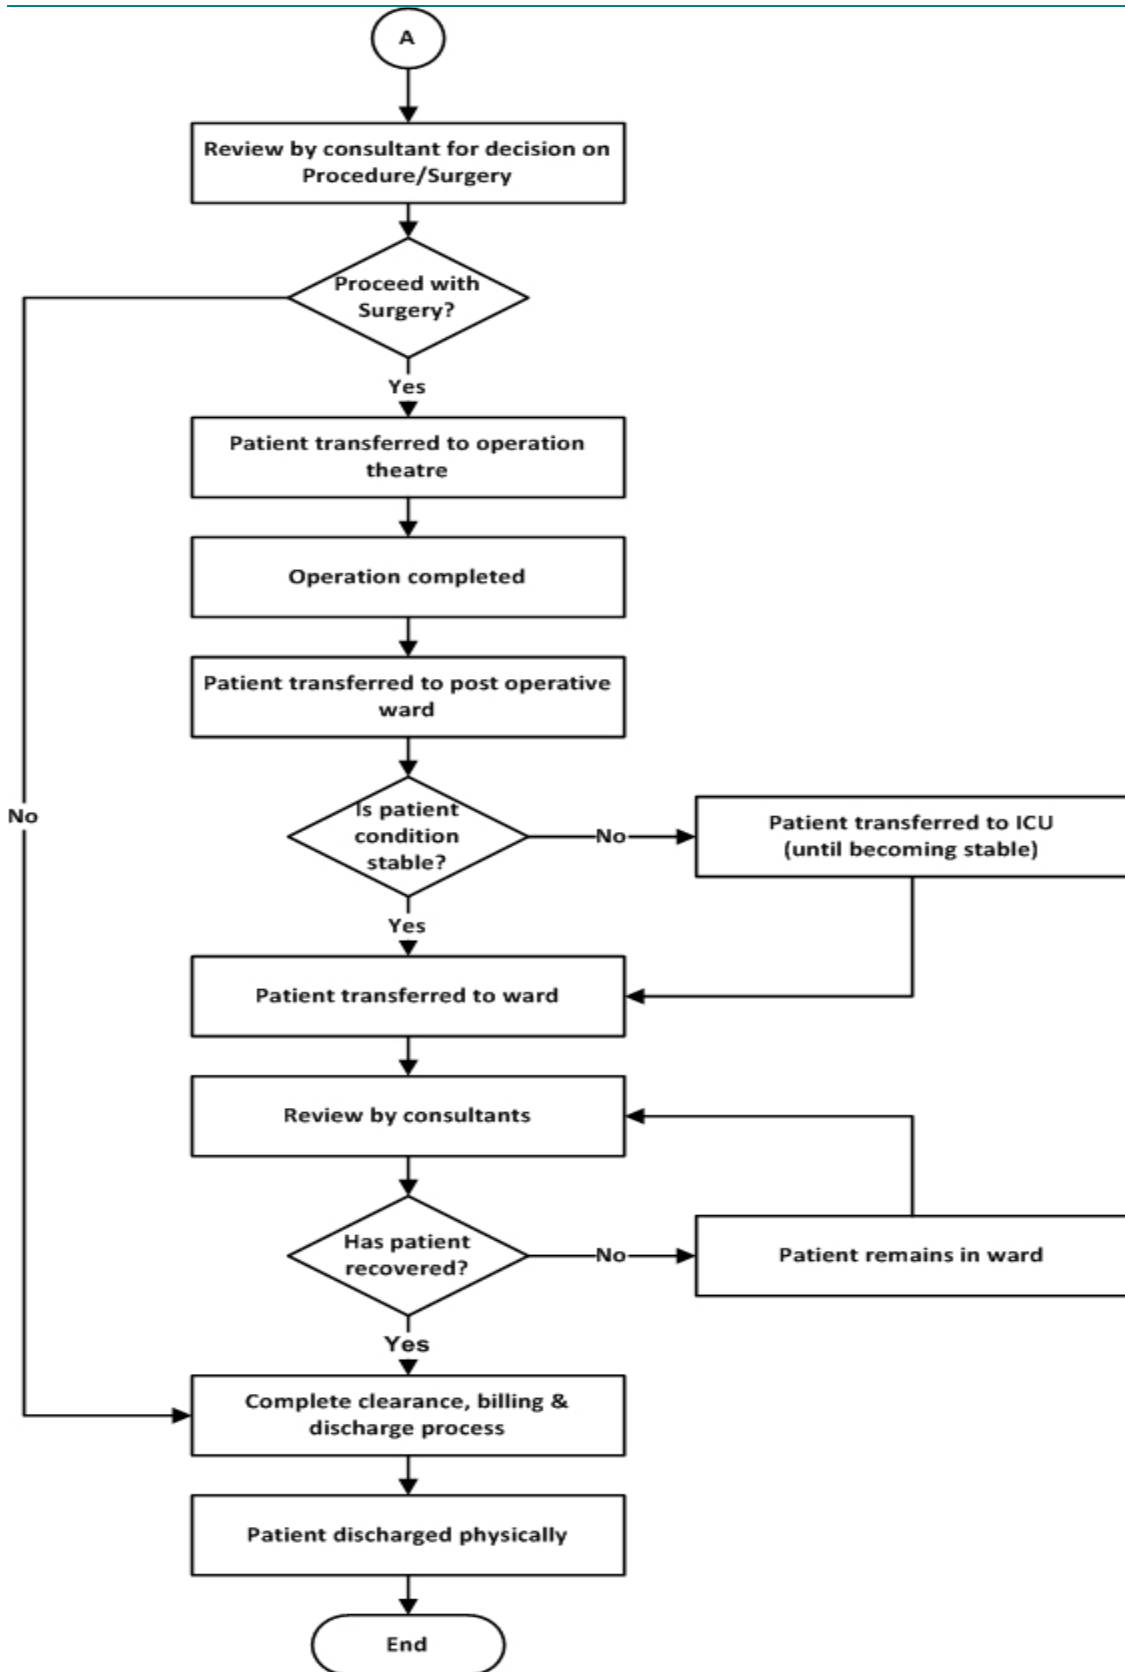 A
Review by consultant for decision on
Procedure/Surgery
Proceed with
Surgery?
Yes
Patient transferred to operation
theatre
Operation completed
Patient transferred to post operative
ward
No
Is patient
condition
stable?
No
Patient transferred to ICU
(until becoming stable)
Yes
Patient transferred to ward
Review by consultants
Has patient
recovered?
No
Patient remains in ward
Yes
Complete clearance, billing &
discharge process
Patient discharged physically
End